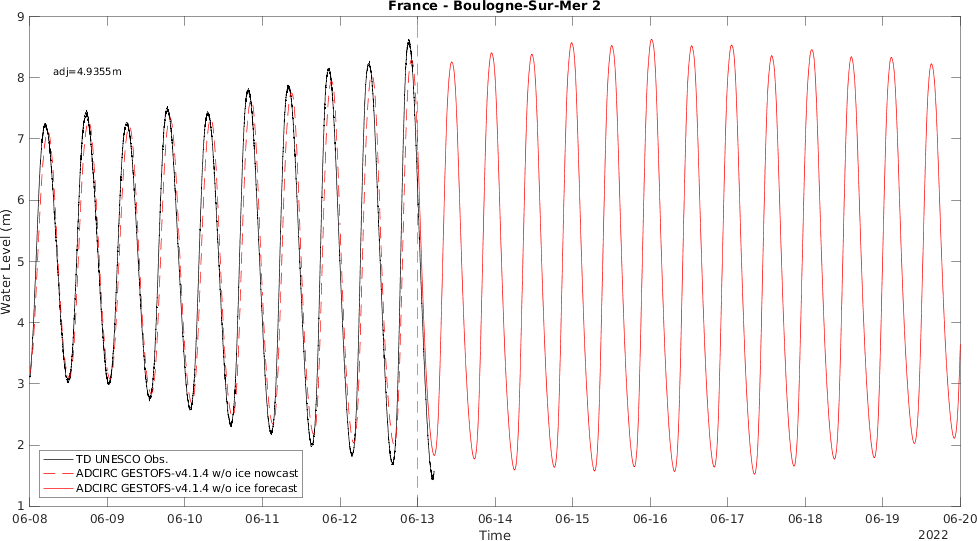 France - Boulogne-Sur-Mer 2
adj=4.9355m
Water Level (m)
9
8
7
6
5
4
3
2
1
TD UNESCO Obs.
ADCIRC GESTOFS-v4.1.4 w/o ice nowcast
ADCIRC GESTOFS-v4.1.4 w/o ice forecast
06-08 06-09 06-10 06-11 06-12 06-13 06-14 06-15 06-16 06-17 06-18 06-19 06-20
Time
2022